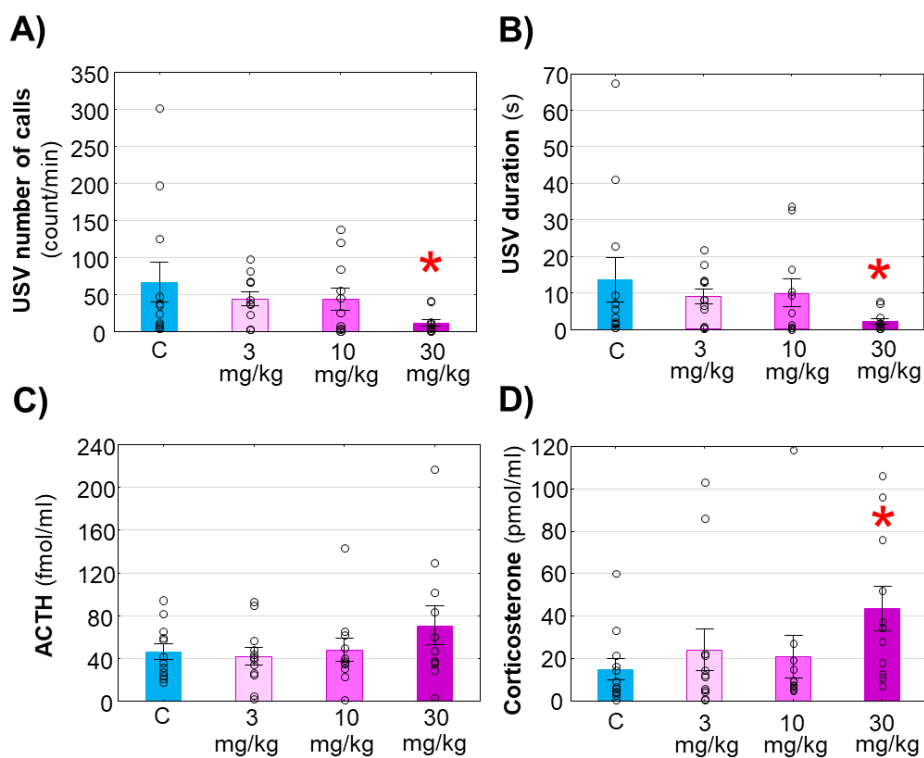 A)
USV number of calls
(count/min)
350
300
250
200
150
100
50
0
C
3
mg/kg
10
mg/kg
30
mg/kg
*
B)
USV duration (s)
70
60
50
40
30
20
10
0
C
3
mg/kg
10
mg/kg
30
mg/kg
*
C)
ACTH (fmol/ml)
240
200
160
120
80
40
0
C
3
mg/kg
10
mg/kg
30
mg/kg
D)
Corticosterone (pmol/ml)
120
100
80
60
40
20
0
C
3
mg/kg
10
mg/kg
30
mg/kg
*